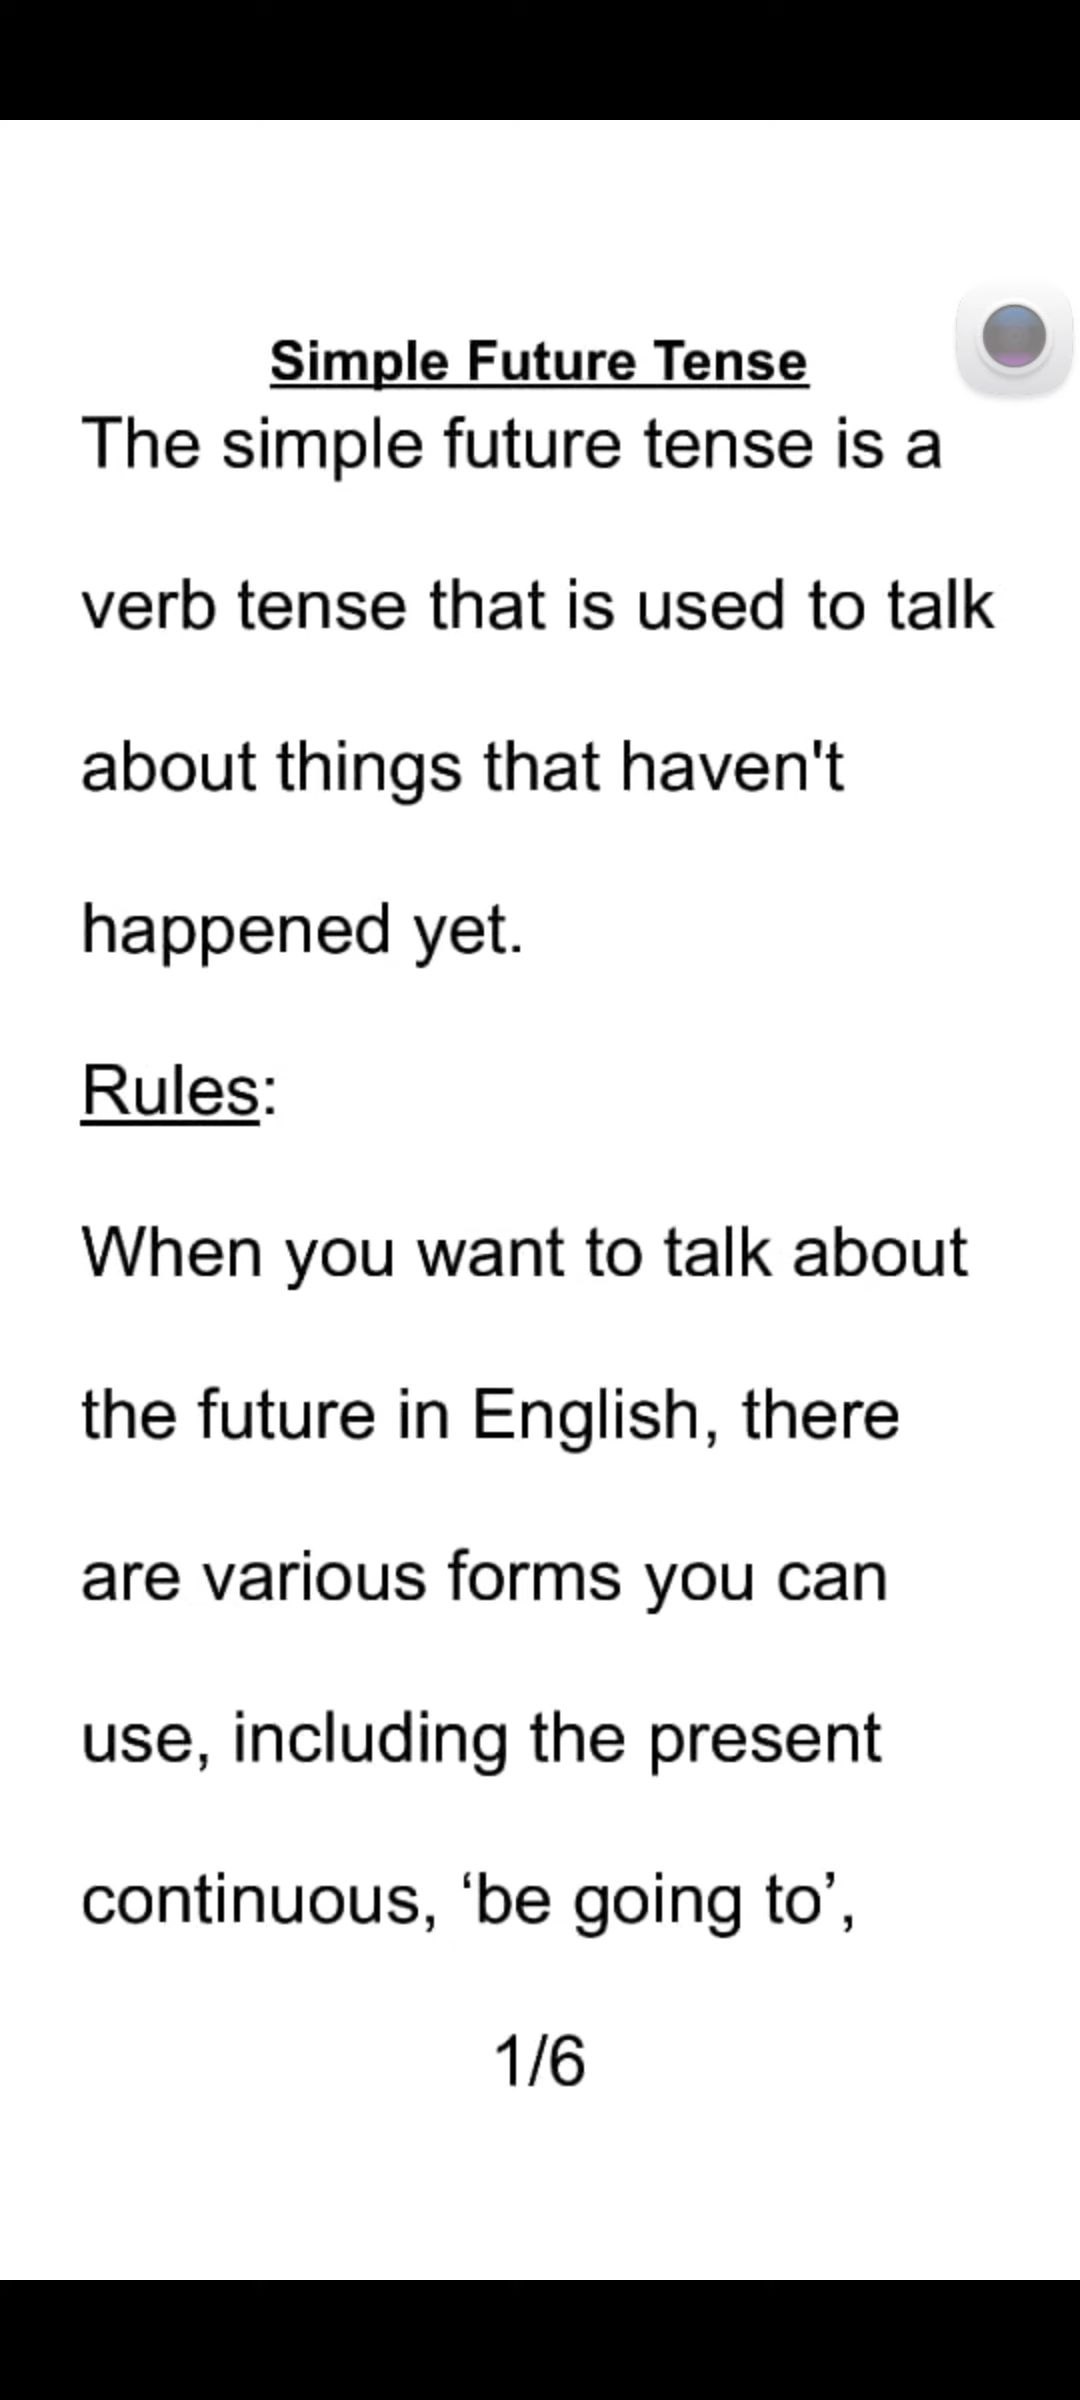 Simple Future Tense
The simple future tense is a
verb tense that is used to talk
about things that haven't
happened yet.
Rules:
When you want to talk about
the future in English, there
are various forms you can
use, including the present
continuous, ‘be going to’,
1/6